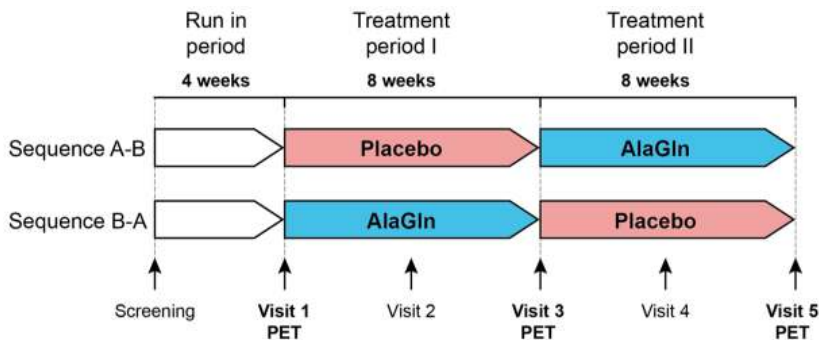 Run in period
Treatment period I
Treatment period II
4 weeks
8 weeks
8 weeks
Sequence A-B
Placebo
AlaGln
Sequence B-A
AlaGln
Placebo
Screening
Visit 1 PET
Visit 2
Visit 3 PET
Visit 4
Visit 5 PET